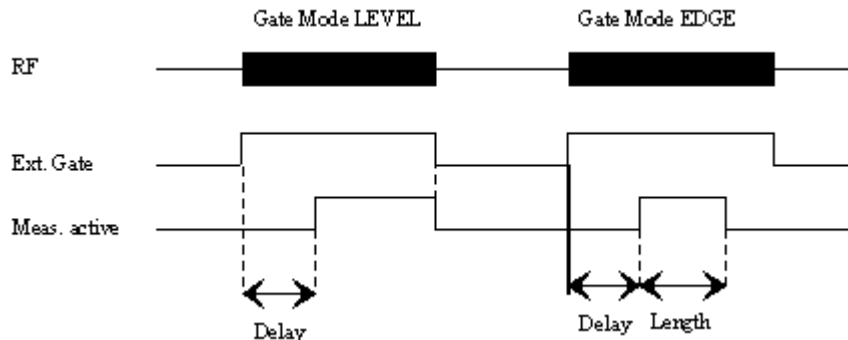 Gate Mode LEVEL Gate Mode EDGE
RF
Ext. Gate
Meas. active
Delay Delay Length